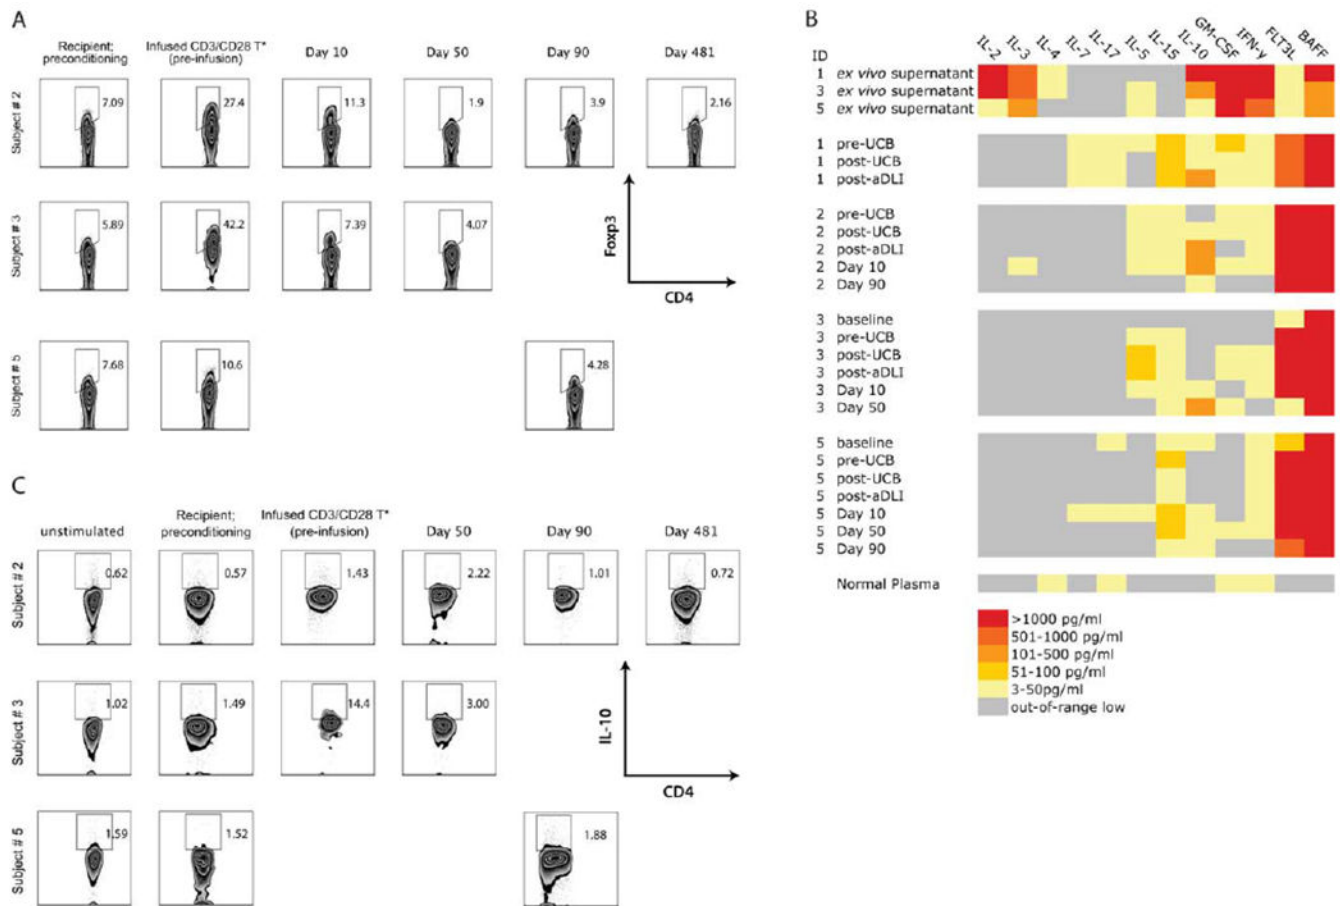 A
Recipient;
preconditioning
Infused CD3/CD28 T*
(pre-infusion)
Day 10
Day 50
Day 90
Day 481
Subject # 2
7.09
27.4
11.3
1.9
3.9
2.16
Subject # 3
5.89
42.2
7.39
4.07
Foxp3
CD4
Subject # 5
7.68
10.6
4.28
B
ID
IL-2 IL-3 IL-4 IL-7 IL-17 IL-5 IL-15 IL-10 GM-CSF IFN-γ FLT3L BAFF
1 ex vivo supernatant
3 ex vivo supernatant
5 ex vivo supernatant
1 pre-UCB
1 post-UCB
1 post-aDLI
2 pre-UCB
2 post-UCB
2 post-aDLI
2 Day 10
2 Day 90
3 baseline
3 pre-UCB
3 post-UCB
3 post-aDLI
3 Day 10
3 Day 50
5 baseline
5 pre-UCB
5 post-UCB
5 post-aDLI
5 Day 10
5 Day 50
5 Day 90
Normal Plasma
>1000 pg/ml
501-1000 pg/ml
101-500 pg/ml
51-100 pg/ml
3-50pg/ml
out-of-range low
C
unstimulated
Recipient;
preconditioning
Infused CD3/CD28 T*
(pre-infusion)
Day 50
Day 90
Day 481
Subject # 2
0.62
0.57
1.43
2.22
1.01
0.72
Subject # 3
1.02
1.49
14.4
3.00
IL-10
CD4
Subject # 5
1.59
1.52
1.88